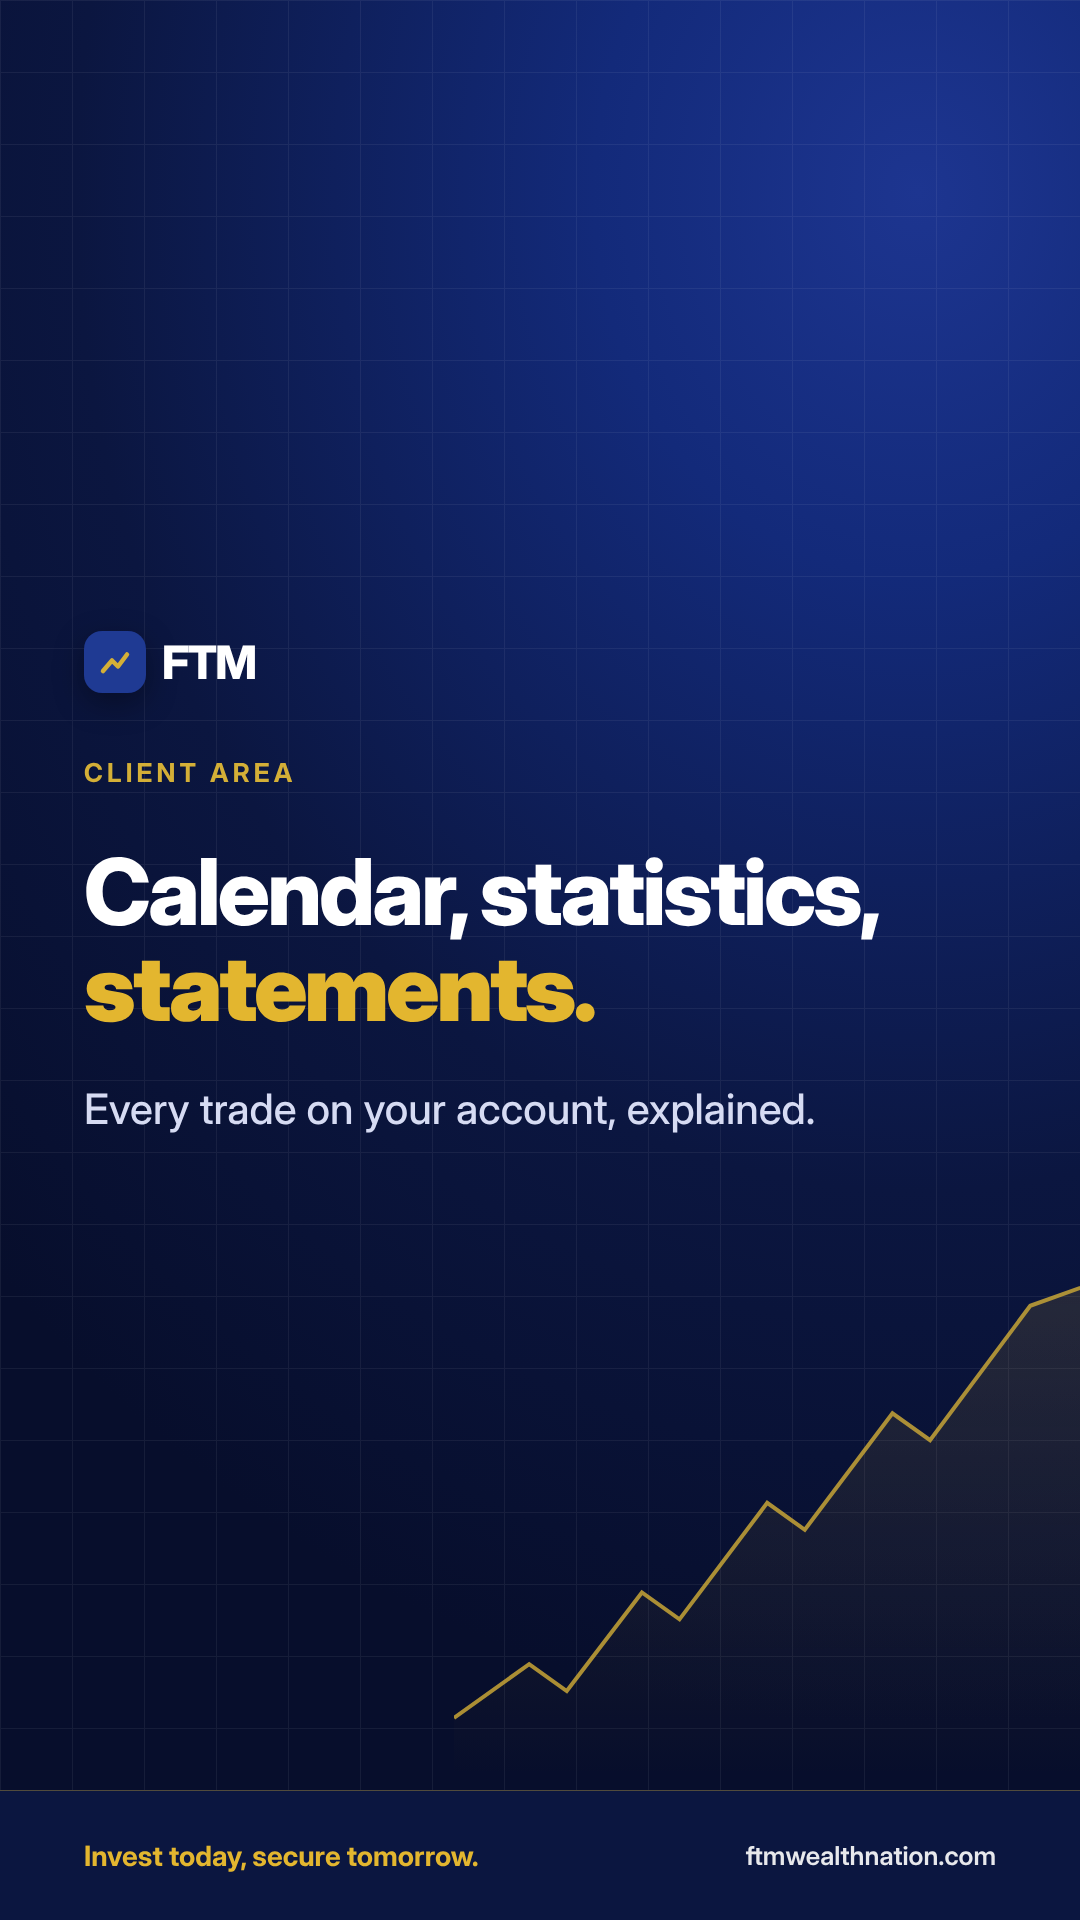 FTM
CLIENT AREA
Calendar, statistics,
statements.
Every trade on your account, explained.
Invest today, secure tomorrow.
ftmwealthnation.com